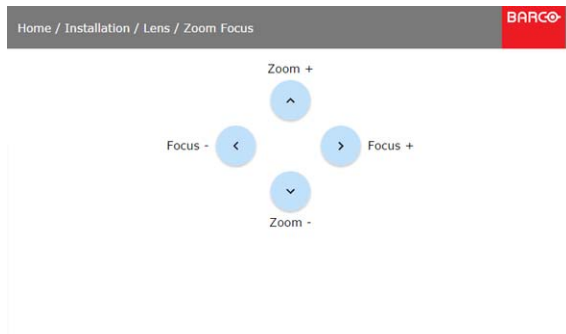 Home / Installation / Lens / Zoom Focus
BARCO
Zoom +
Focus -
Focus +
Zoom -